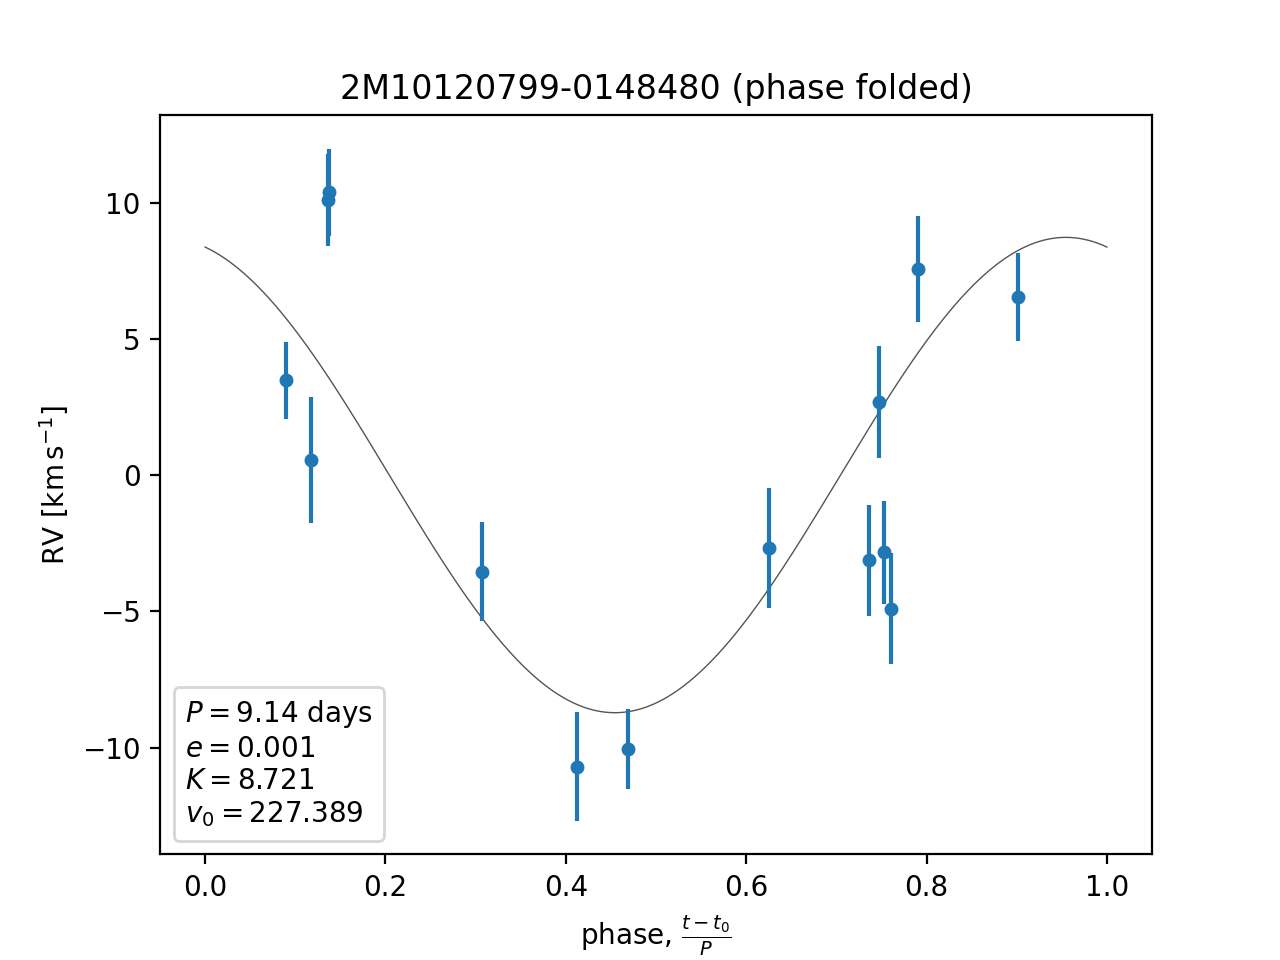 2M10120799-0148480 (phase folded)
RV [km s⁻¹]
10
5
0
−5
−10
P = 9.14 days
e = 0.001
K = 8.721
v₀ = 227.389
0.0 0.2 0.4 0.6 0.8 1.0
phase, (t − t₀)/P